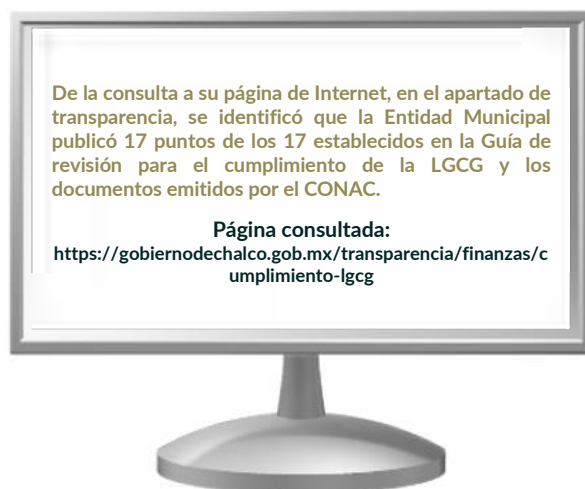 De la consulta a su página de Internet, en el apartado de
transparencia, se identificó que la Entidad Municipal
publicó 17 puntos de los 17 establecidos en la Guía de
revisión para el cumplimiento de la LGCG y los
documentos emitidos por el CONAC.
Página consultada:
https://gobiernodechalco.gob.mx/transparencia/finanzas/c
umplimiento-lgcg